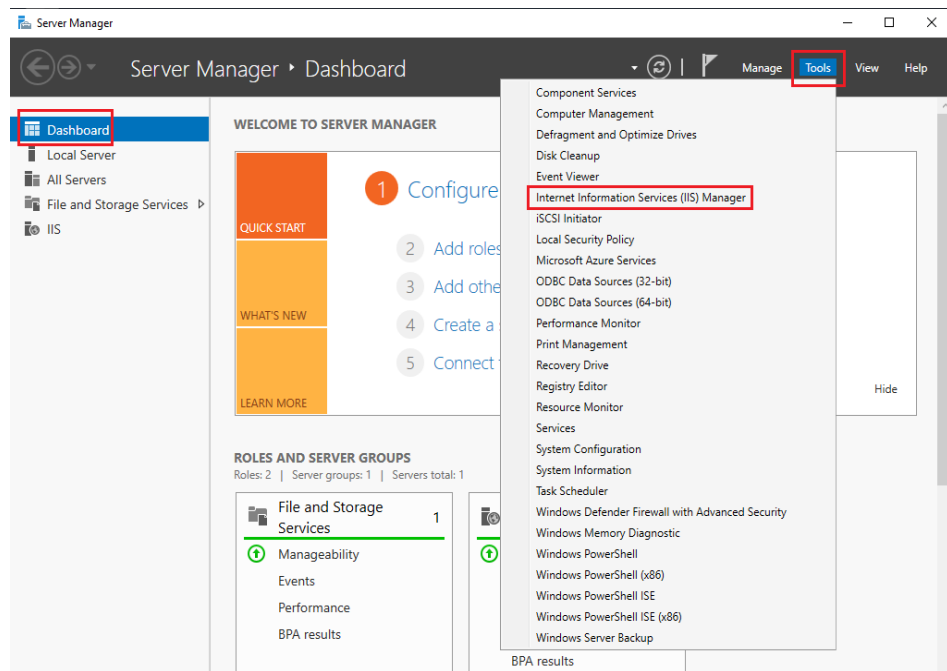 Server Manager
Server Manager ‣ Dashboard
Manage
Tools
View
Help
Dashboard
Local Server
All Servers
File and Storage Services
IIS
WELCOME TO SERVER MANAGER
QUICK START
WHAT'S NEW
LEARN MORE
1 Configure
2 Add roles
3 Add othe
4 Create a
5 Connect
Hide
Component Services
Computer Management
Defragment and Optimize Drives
Disk Cleanup
Event Viewer
Internet Information Services (IIS) Manager
iSCSI Initiator
Local Security Policy
Microsoft Azure Services
ODBC Data Sources (32-bit)
ODBC Data Sources (64-bit)
Performance Monitor
Print Management
Recovery Drive
Registry Editor
Resource Monitor
Services
System Configuration
System Information
Task Scheduler
Windows Defender Firewall with Advanced Security
Windows Memory Diagnostic
Windows PowerShell
Windows PowerShell (x86)
Windows PowerShell ISE
Windows PowerShell ISE (x86)
Windows Server Backup
ROLES AND SERVER GROUPS
Roles: 2 | Server groups: 1 | Servers total: 1
File and Storage
Services
1
Manageability
Events
Performance
BPA results
BPA results